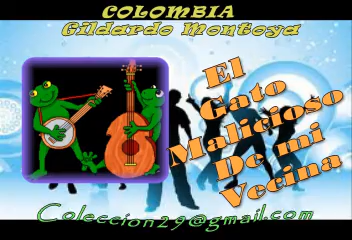 COLOMBIA
Gildardo Montoya
El
Gato
Malicioso
De mi
Vecina
Coleccion29@gmail.com